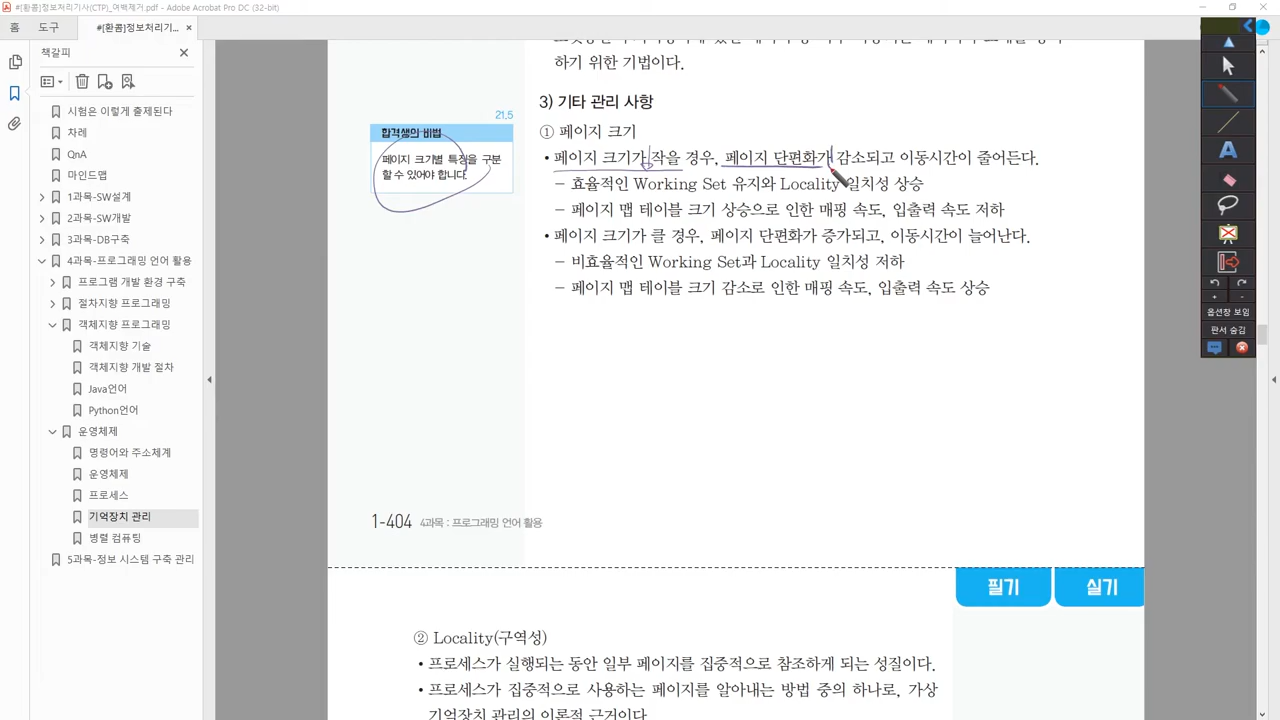 #[황콤]정보처리기사(CTP)_여백제거.pdf - Adobe Acrobat Pro DC (32-bit)
홈 도구 #[황콤]정보처리기... ×
책갈피
시험은 이렇게 출제된다
차례
QnA
마인드맵
1과목-SW설계
2과목-SW개발
3과목-DB구축
4과목-프로그래밍 언어 활용
프로그램 개발 환경 구축
절차지향 프로그래밍
객체지향 프로그래밍
객체지향 기술
객체지향 개발 절차
Java언어
Python언어
운영체제
명령어와 주소체계
운영체제
프로세스
기억장치 관리
병렬 컴퓨팅
5과목-정보 시스템 구축 관리
하기 위한 기법이다.
3) 기타 관리 사항
21.5
합격생의 비법
페이지 크기별 특징을 구분
할 수 있어야 합니다.
① 페이지 크기
• 페이지 크기가 작을 경우, 페이지 단편화가 감소되고 이동시간이 줄어든다.
– 효율적인 Working Set 유지와 Locality 일치성 상승
– 페이지 맵 테이블 크기 상승으로 인한 매핑 속도, 입출력 속도 저하
• 페이지 크기가 클 경우, 페이지 단편화가 증가되고, 이동시간이 늘어난다.
– 비효율적인 Working Set과 Locality 일치성 저하
– 페이지 맵 테이블 크기 감소로 인한 매핑 속도, 입출력 속도 상승
1-404 4과목 : 프로그래밍 언어 활용
필기 실기
② Locality(구역성)
• 프로세스가 실행되는 동안 일부 페이지를 집중적으로 참조하게 되는 성질이다.
• 프로세스가 집중적으로 사용하는 페이지를 알아내는 방법 중의 하나로, 가상
기억장치 관리의 이론적 근거이다
옵션창 보임
판서 숨김